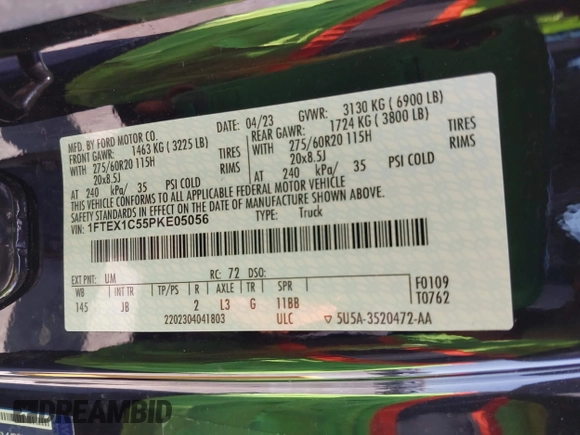 MFD. BY FORD MOTOR CO.
DATE: 04/23 GVWR: 3130 KG ( 6900 LB)
FRONT GAWR: 1463 KG ( 3225 LB)
REAR GAWR: 1724 KG ( 3800 LB)
WITH 275/60R20 115H TIRES
WITH 275/60R20 115H TIRES
20x8.5J RIMS
20x8.5J RIMS
AT 240 kPa/ 35 PSI COLD
AT 240 kPa/ 35 PSI COLD
THIS VEHICLE CONFORMS TO ALL APPLICABLE FEDERAL MOTOR VEHICLE
SAFETY STANDARDS IN EFFECT ON THE DATE OF MANUFACTURE SHOWN ABOVE.
VIN: 1FTEX1C55PKE05056
TYPE: Truck
EXT PNT: UM RC: 72 DSO:
WB INT TR TP/PS R AXLE TR SPR
145 JB 2 L3 G 11BB
F0109
T0762
2202304041803 ULC ▽5U5A-3520472-AA
DREAMBID